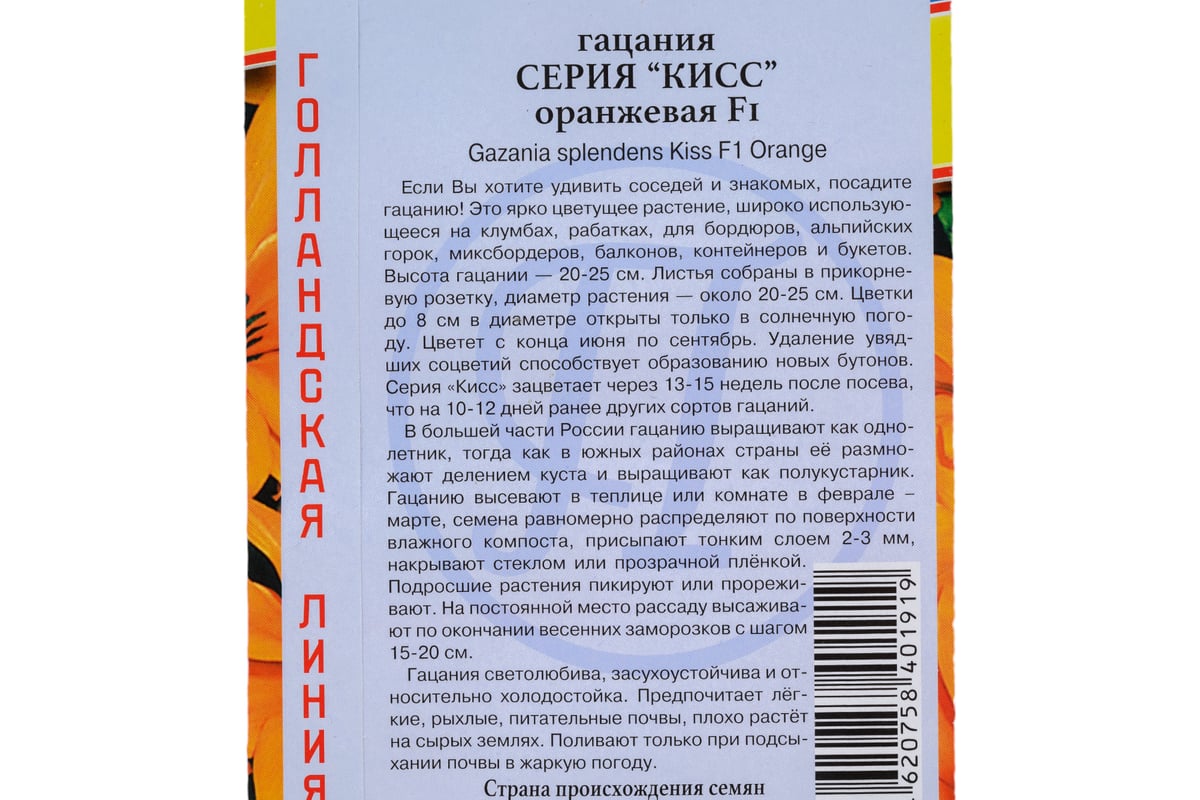 ГОЛЛАНДСКАЯ ЛИНИЯ
гацания
СЕРИЯ “КИСС”
оранжевая F1
Gazania splendens Kiss F1 Orange
Если Вы хотите удивить соседей и знакомых, посадите
гацанию! Это ярко цветущее растение, широко использую-
щееся на клумбах, рабатках, для бордюров, альпийских
горок, миксбордеров, балконов, контейнеров и букетов.
Высота гацании — 20-25 см. Листья собраны в прикорне-
вую розетку, диаметр растения — около 20-25 см. Цветки
до 8 см в диаметре открыты только в солнечную пого-
ду. Цветет с конца июня по сентябрь. Удаление увяд-
ших соцветий способствует образованию новых бутонов.
Серия «Кисс» зацветает через 13-15 недель после посева,
что на 10-12 дней ранее других сортов гацаний.
В большей части России гацанию выращивают как одно-
летник, тогда как в южных районах страны её размно-
жают делением куста и выращивают как полукустарник.
Гацанию высевают в теплице или комнате в феврале –
марте, семена равномерно распределяют по поверхности
влажного компоста, присыпают тонким слоем 2-3 мм,
накрывают стеклом или прозрачной плёнкой.
Подросшие растения пикируют или прорежи-
вают. На постоянной место рассаду высажива-
ют по окончании весенних заморозков с шагом
15-20 см.
Гацания светолюбива, засухоустойчива и от-
носительно холодостойка. Предпочитает лёг-
кие, рыхлые, питательные почвы, плохо растёт
на сырых землях. Поливают только при подсы-
хании почвы в жаркую погоду.
Страна происхождения семян
620758 401919